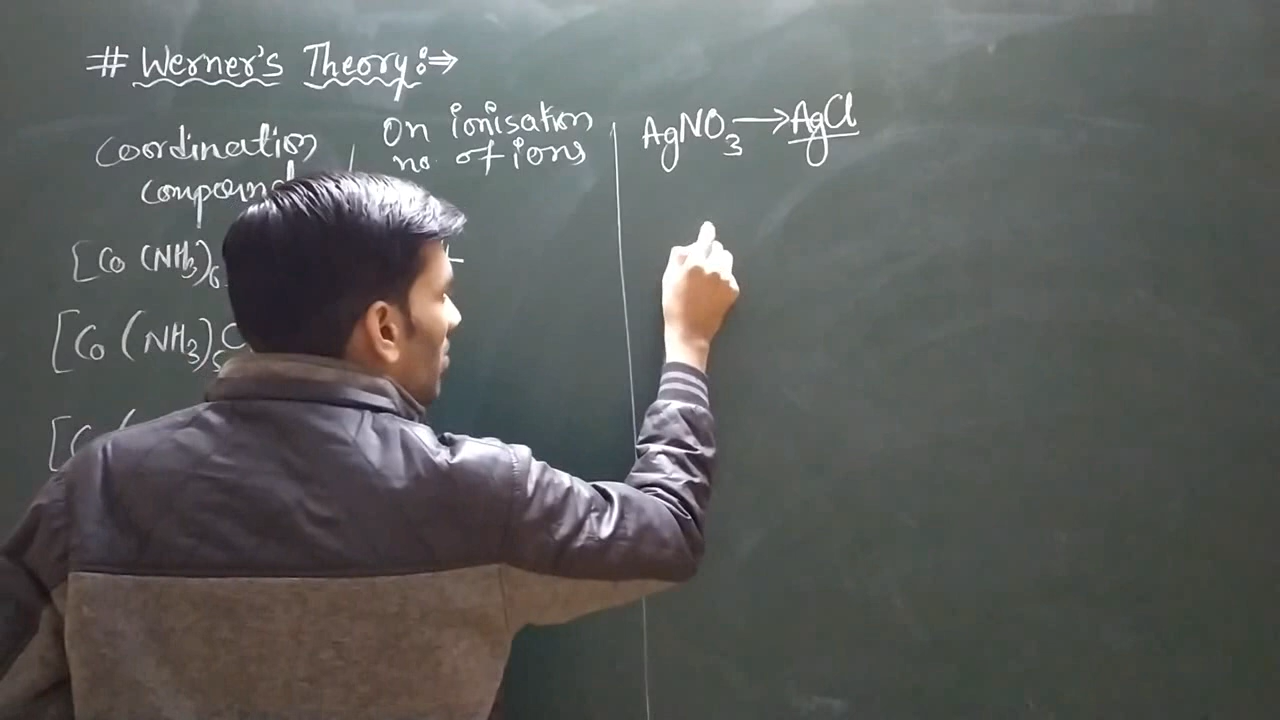 # Werner's Theory :⇒
Coordination
compound
On ionisation
no. of ions
AgNO₃ → AgCl
[Co (NH₃)₆
[Co (NH₃)₅ C
[C